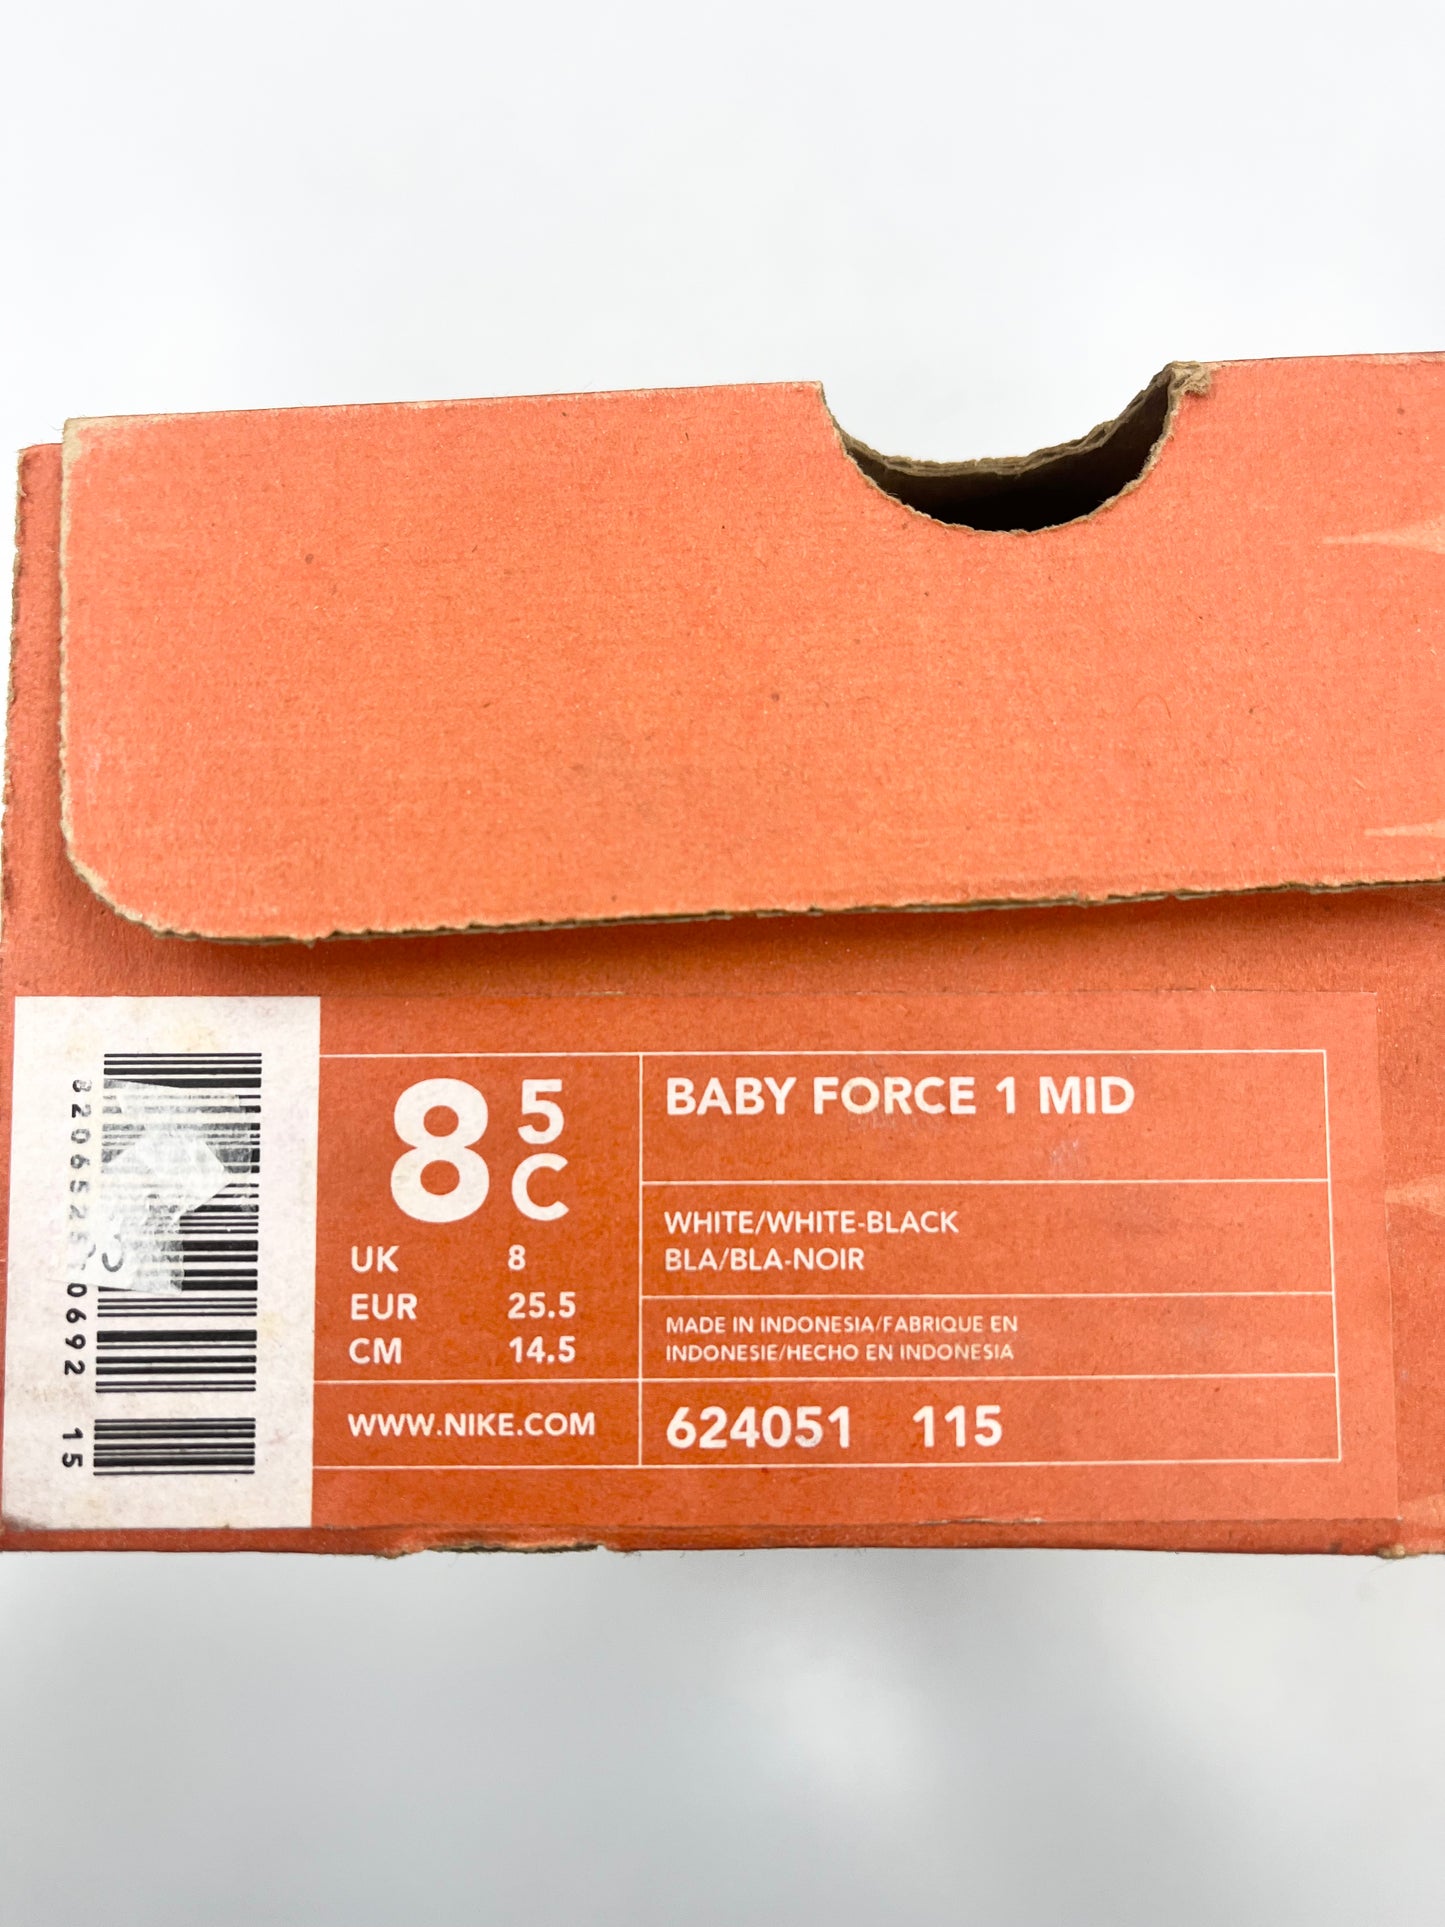 8 5
C
UK 8
EUR 25.5
CM 14.5
WWW.NIKE.COM
BABY FORCE 1 MID
WHITE/WHITE-BLACK
BLA/BLA-NOIR
MADE IN INDONESIA/FABRIQUE EN
INDONESIE/HECHO EN INDONESIA
624051 115